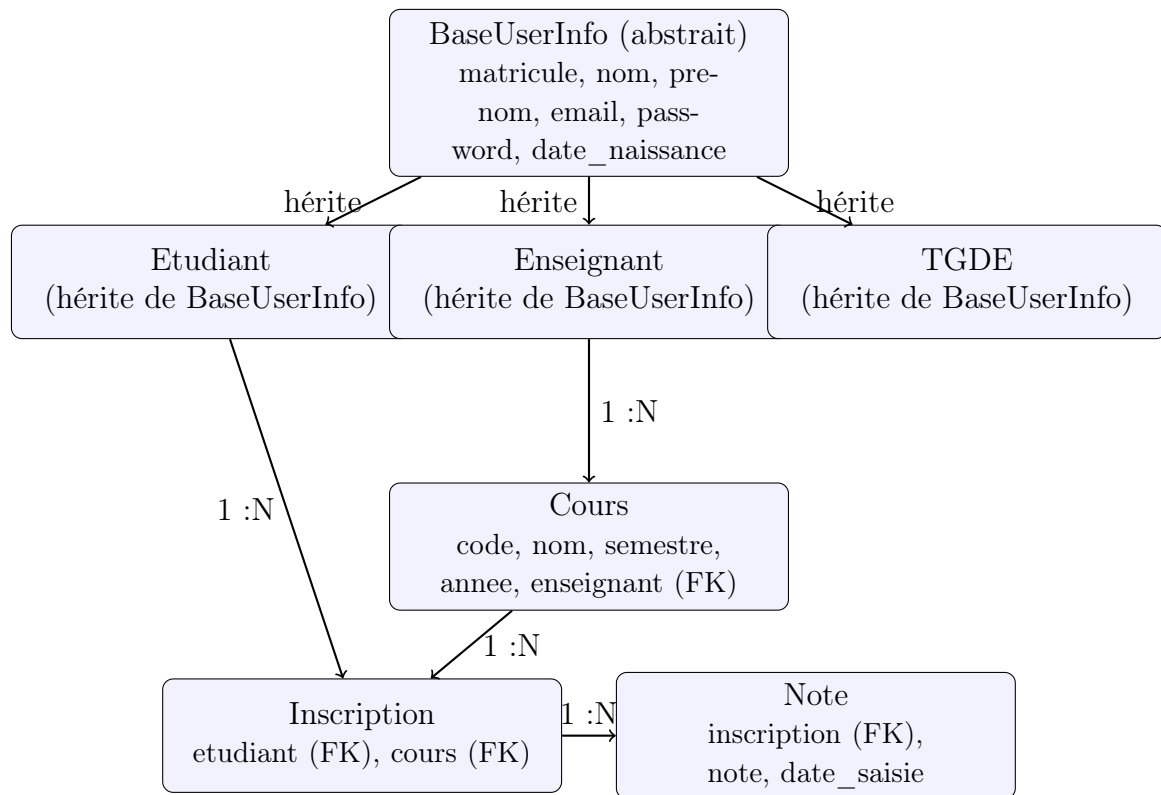 BaseUserInfo (abstrait)
matricule, nom, pre-
nom, email, pass-
word, date_naissance
hérite
hérite
hérite
Etudiant
(hérite de BaseUserInfo)
Enseignant
(hérite de BaseUserInfo)
TGDE
(hérite de BaseUserInfo)
1 :N
1 :N
Cours
code, nom, semestre,
annee, enseignant (FK)
1 :N
Inscription
etudiant (FK), cours (FK)
1 :N
Note
inscription (FK),
note, date_saisie